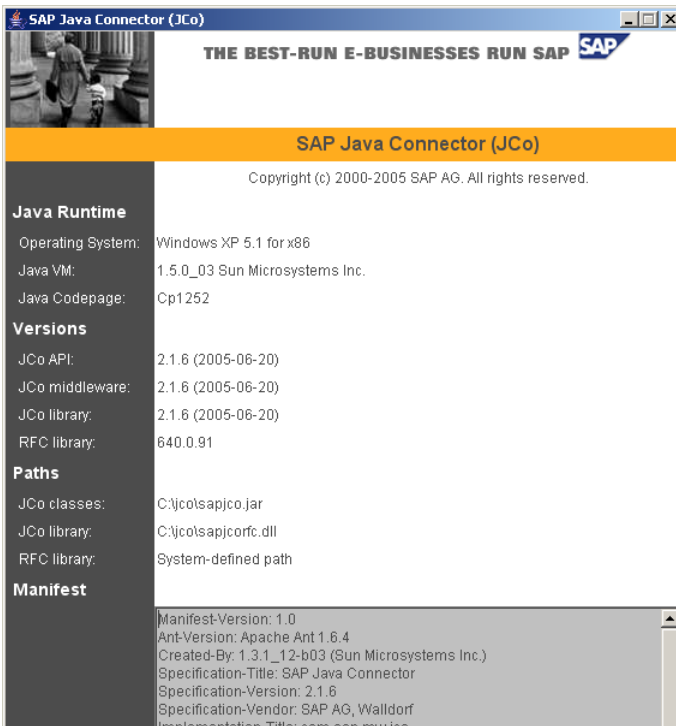 SAP Java Connector (JCo)
THE BEST-RUN E-BUSINESSES RUN SAP SAP
SAP Java Connector (JCo)
Copyright (c) 2000-2005 SAP AG. All rights reserved.
Java Runtime
Operating System: Windows XP 5.1 for x86
Java VM: 1.5.0_03 Sun Microsystems Inc.
Java Codepage: Cp1252
Versions
JCo API: 2.1.6 (2005-06-20)
JCo middleware: 2.1.6 (2005-06-20)
JCo library: 2.1.6 (2005-06-20)
RFC library: 640.0.91
Paths
JCo classes: C:\jco\sapjco.jar
JCo library: C:\jco\sapjcorfc.dll
RFC library: System-defined path
Manifest
Manifest-Version: 1.0
Ant-Version: Apache Ant 1.6.4
Created-By: 1.3.1_12-b03 (Sun Microsystems Inc.)
Specification-Title: SAP Java Connector
Specification-Version: 2.1.6
Specification-Vendor: SAP AG, Walldorf
Implementation-Title: com.sap.mw.jco